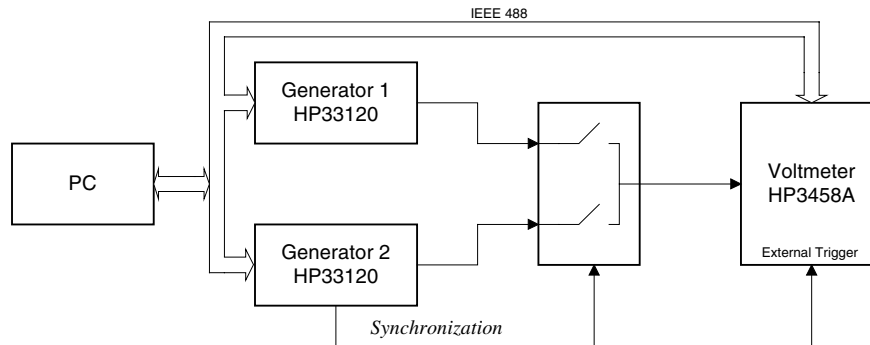 IEEE 488
Generator 1
HP33120
PC
Voltmeter
HP3458A
External Trigger
Generator 2
HP33120
Synchronization